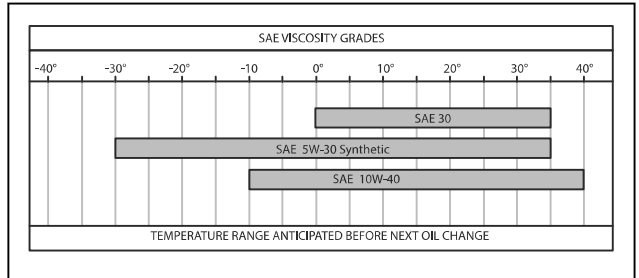 SAE VISCOSITY GRADES
-40° -30° -20° -10 0° 10° 20° 30° 40°
SAE 30
SAE 5W-30 Synthetic
SAE 10W-40
TEMPERATURE RANGE ANTICIPATED BEFORE NEXT OIL CHANGE